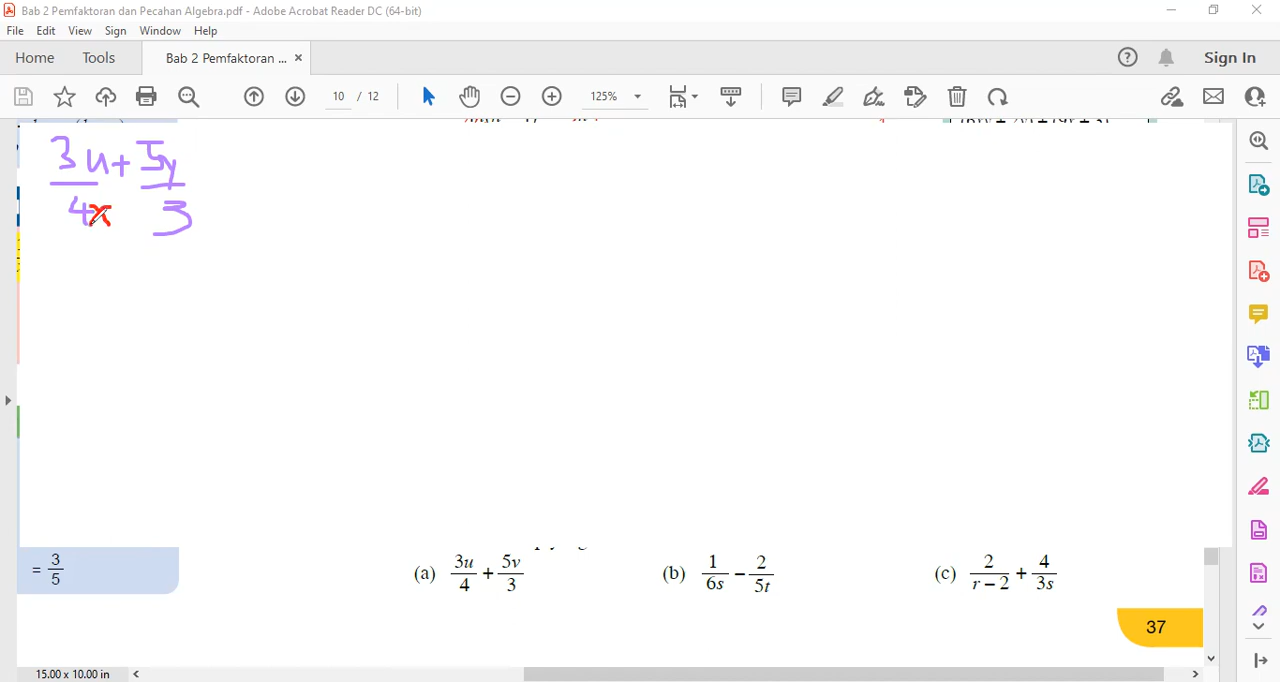 Bab 2 Pemfaktoran dan Pecahan Algebra.pdf - Adobe Acrobat Reader DC (64-bit)
File Edit View Sign Window Help
Home Tools Bab 2 Pemfaktoran ... × Sign In
10 / 12 125%
3u/4 + 5v/3
x
= 3/5
(a) 3u/4 + 5v/3 (b) 1/6s − 2/5t (c) 2/(r − 2) + 4/3s
37
15.00 x 10.00 in